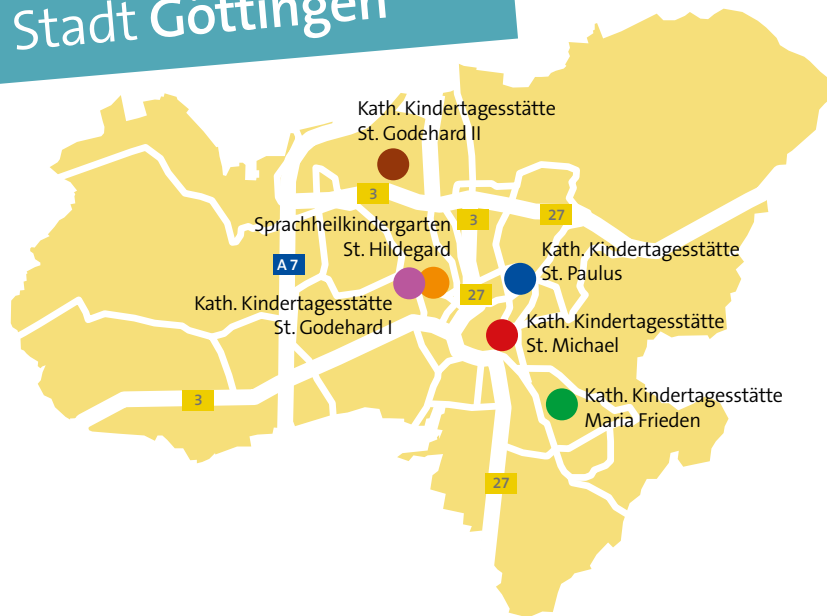 Stadt Göttingen
Kath. Kindertagesstätte
St. Godehard II
3
Sprachheilkindergarten
St. Hildegard
3
27
A 7
Kath. Kindertagesstätte
St. Paulus
27
Kath. Kindertagesstätte
St. Godehard I
Kath. Kindertagesstätte
St. Michael
3
Kath. Kindertagesstätte
Maria Frieden
27